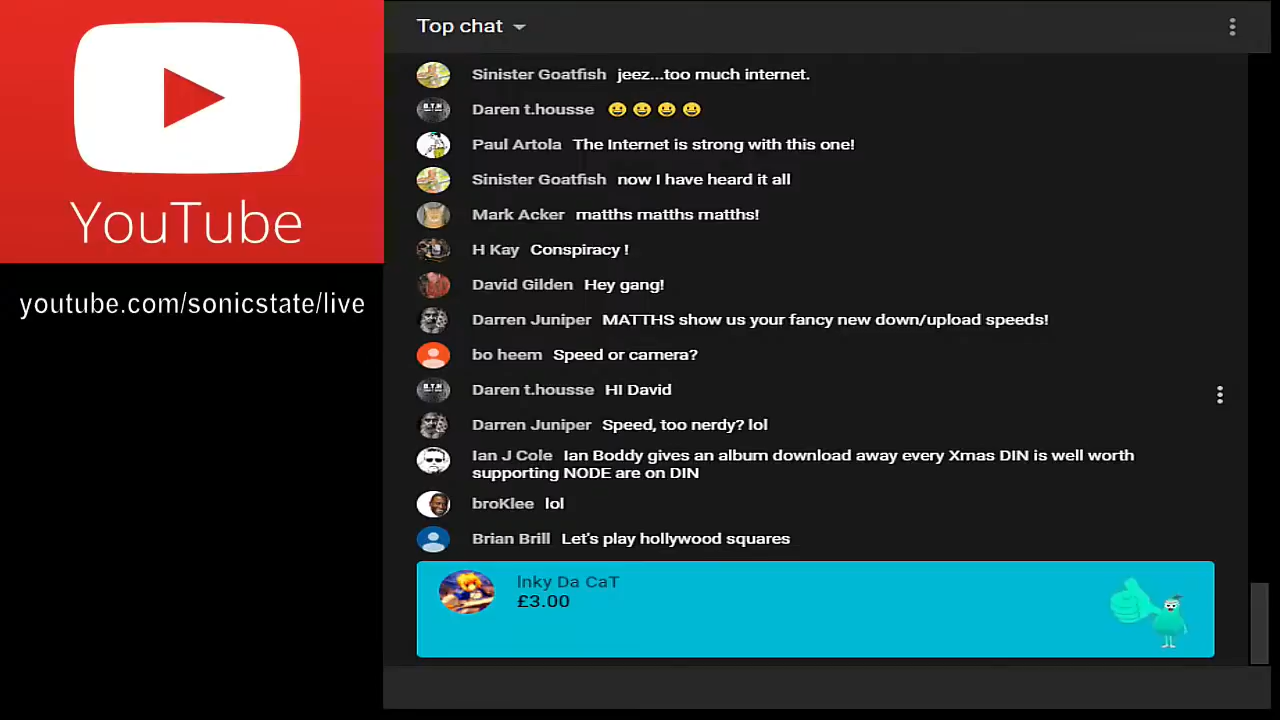 YouTube
youtube.com/sonicstate/live
Top chat
Sinister Goatfish jeez...too much internet.
Daren t.housse 😀 😀 😀 😀
Paul Artola The Internet is strong with this one!
Sinister Goatfish now I have heard it all
Mark Acker matths matths matths!
H Kay Conspiracy !
David Gilden Hey gang!
Darren Juniper MATTHS show us your fancy new down/upload speeds!
bo heem Speed or camera?
Daren t.housse HI David
Darren Juniper Speed, too nerdy? lol
Ian J Cole Ian Boddy gives an album download away every Xmas DIN is well worth
supporting NODE are on DIN
broKlee lol
Brian Brill Let's play hollywood squares
Inky Da CaT
£3.00